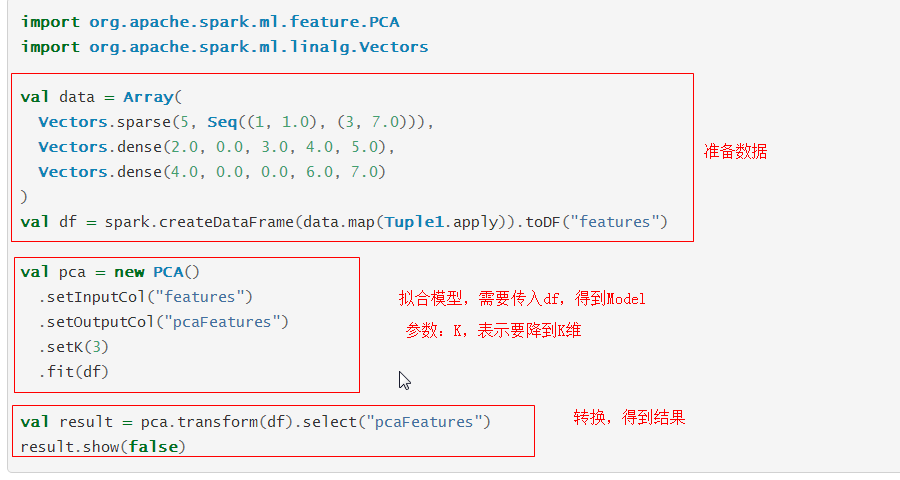 import org.apache.spark.ml.feature.PCA
import org.apache.spark.ml.linalg.Vectors
val data = Array(
  Vectors.sparse(5, Seq((1, 1.0), (3, 7.0))),
  Vectors.dense(2.0, 0.0, 3.0, 4.0, 5.0),
  Vectors.dense(4.0, 0.0, 0.0, 6.0, 7.0)
)
val df = spark.createDataFrame(data.map(Tuple1.apply)).toDF("features")
准备数据
val pca = new PCA()
  .setInputCol("features")
  .setOutputCol("pcaFeatures")
  .setK(3)
  .fit(df)
拟合模型，需要传入df，得到Model
参数：K，表示要降到K维
val result = pca.transform(df).select("pcaFeatures")
result.show(false)
转换，得到结果